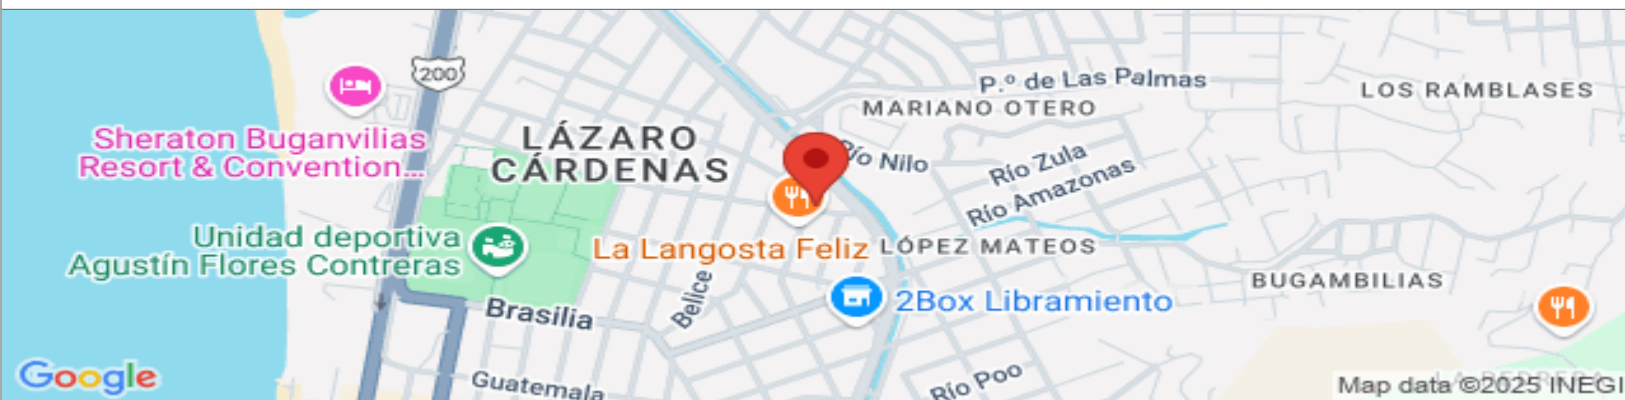 200
P.º de Las Palmas
LOS RAMBLASES
MARIANO OTERO
Sheraton Buganvilias
Resort & Convention...
LÁZARO
CÁRDENAS
Río Nilo
Río Zula
Río Amazonas
Unidad deportiva
Agustín Flores Contreras
La Langosta Feliz
LÓPEZ MATEOS
BUGAMBILIAS
Belice
2Box Libramiento
Brasilia
Google
Guatemala
Río Poo
Map data ©2025 INEGI